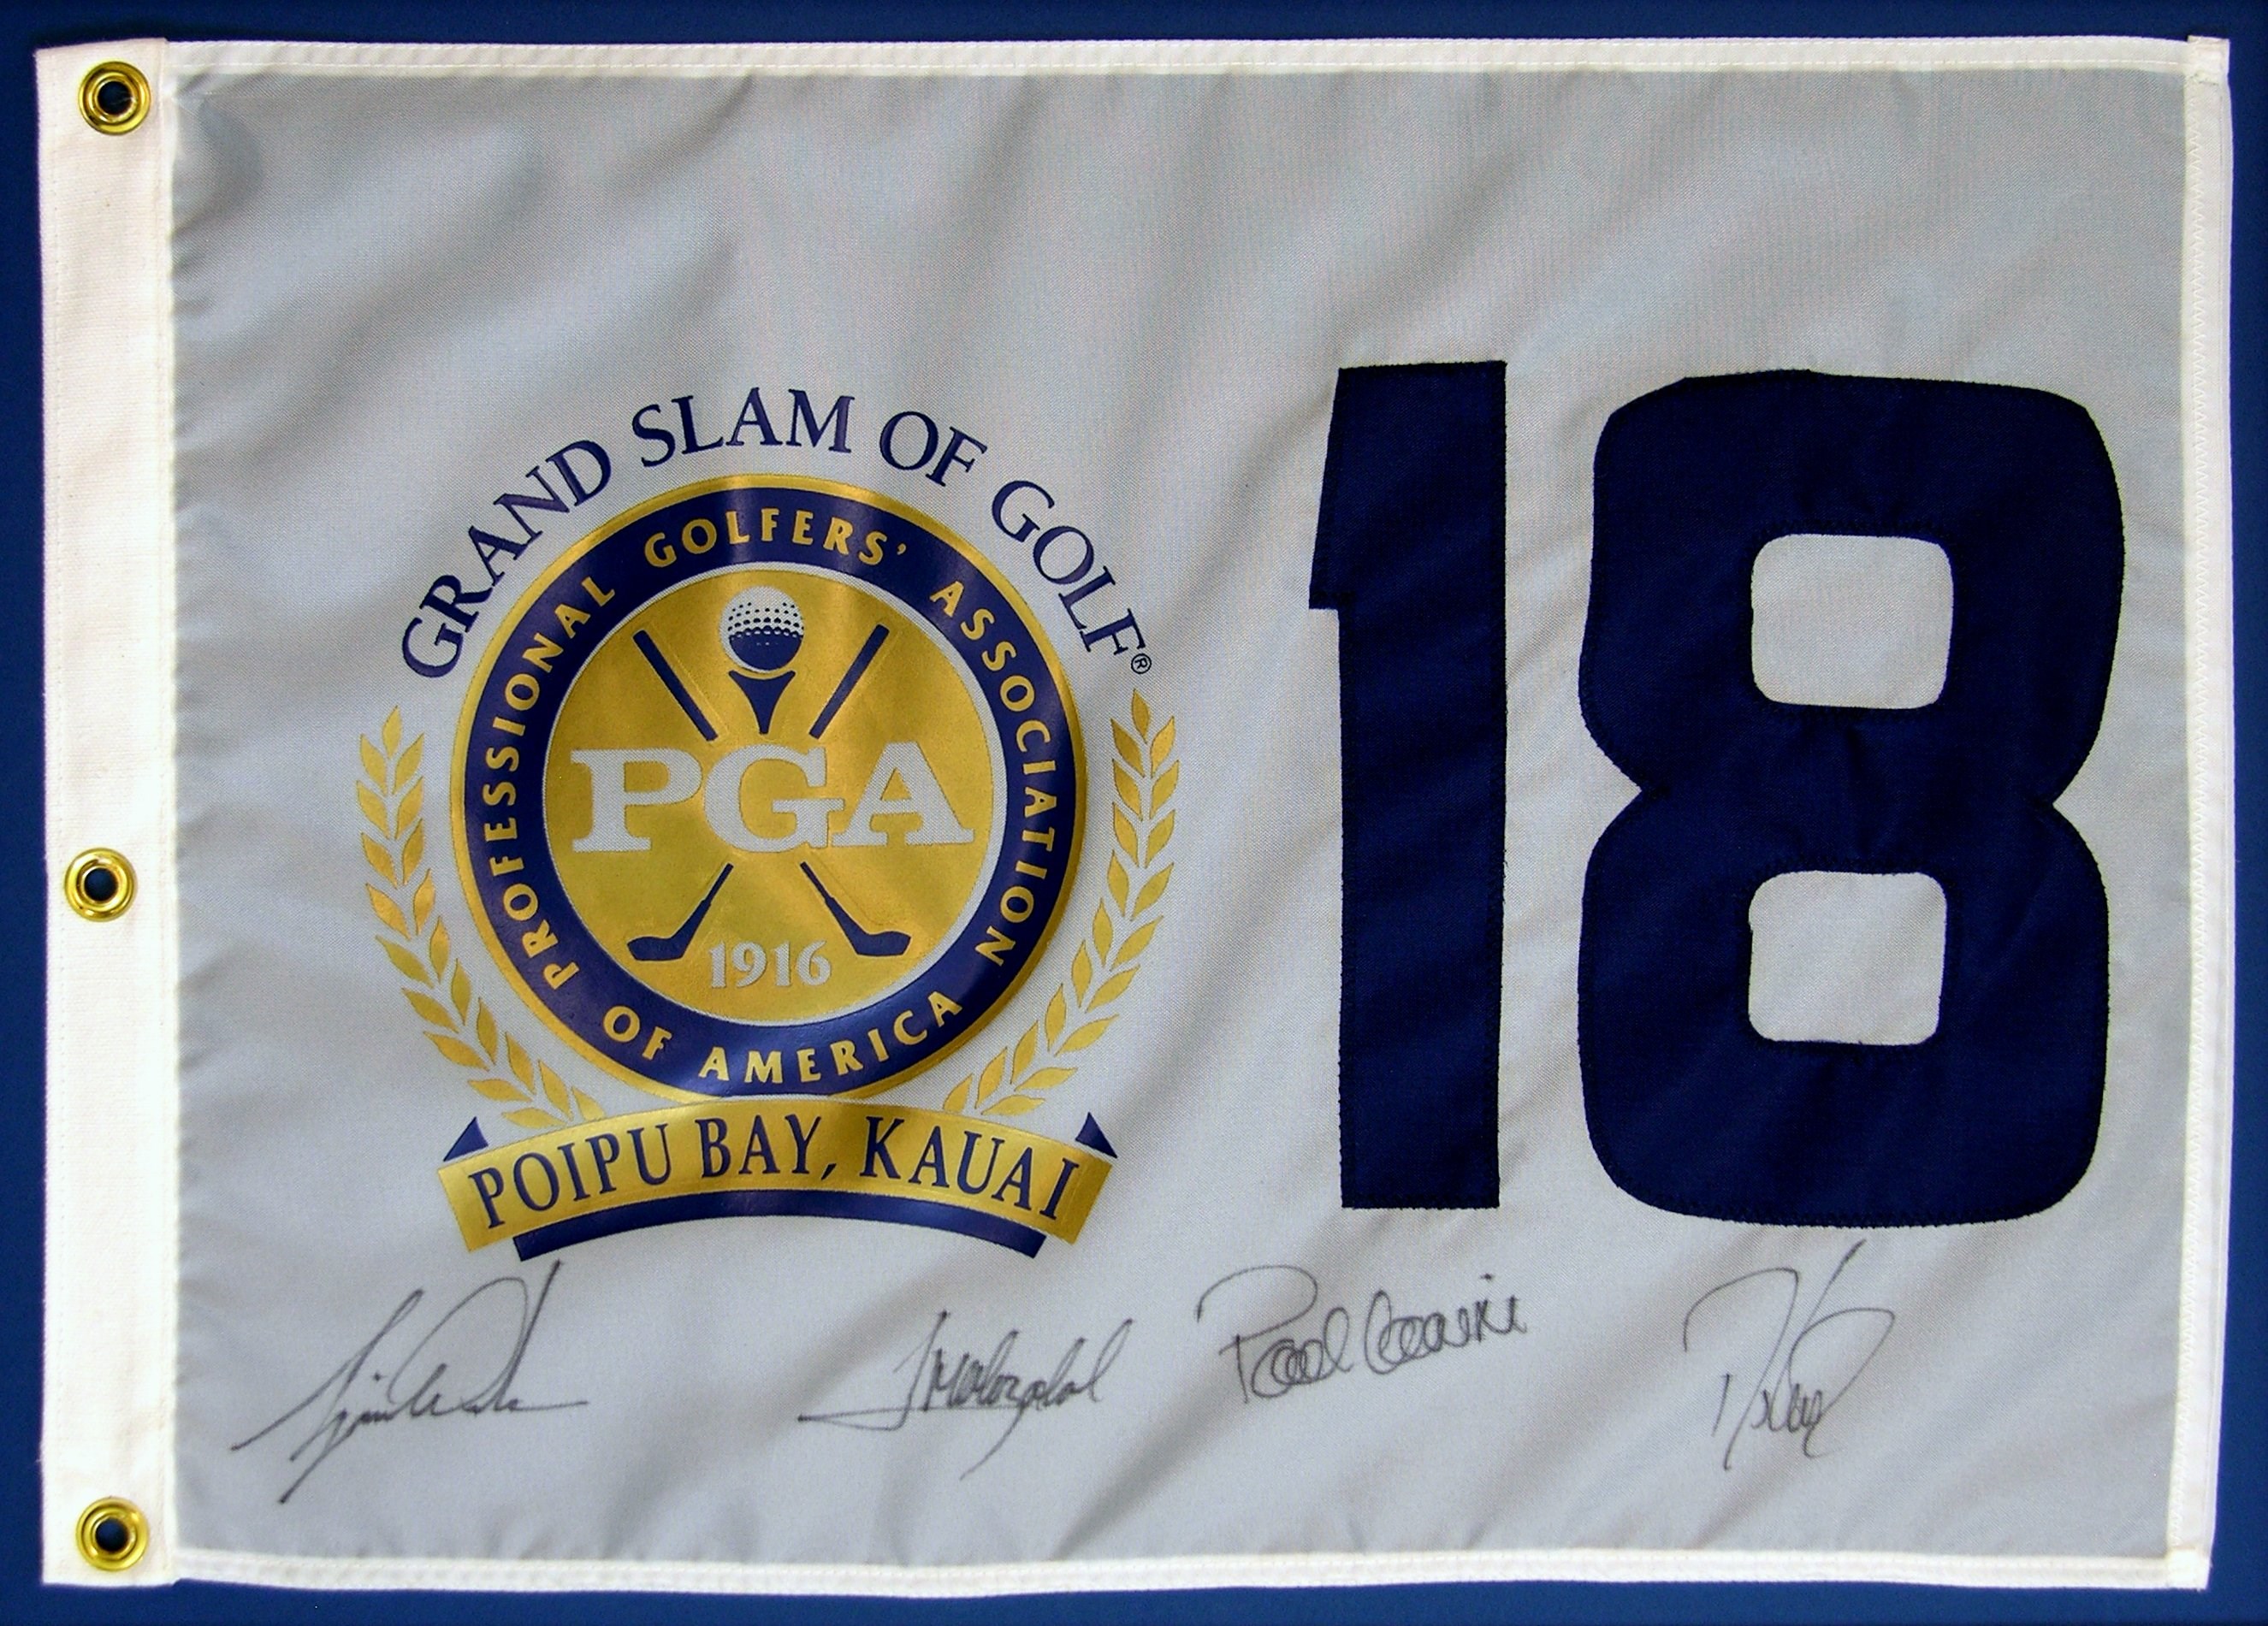 GRAND SLAM OF GOLF®
PROFESSIONAL GOLFERS' ASSOCIATION
OF AMERICA
PGA
1916
POIPU BAY, KAUAI
18